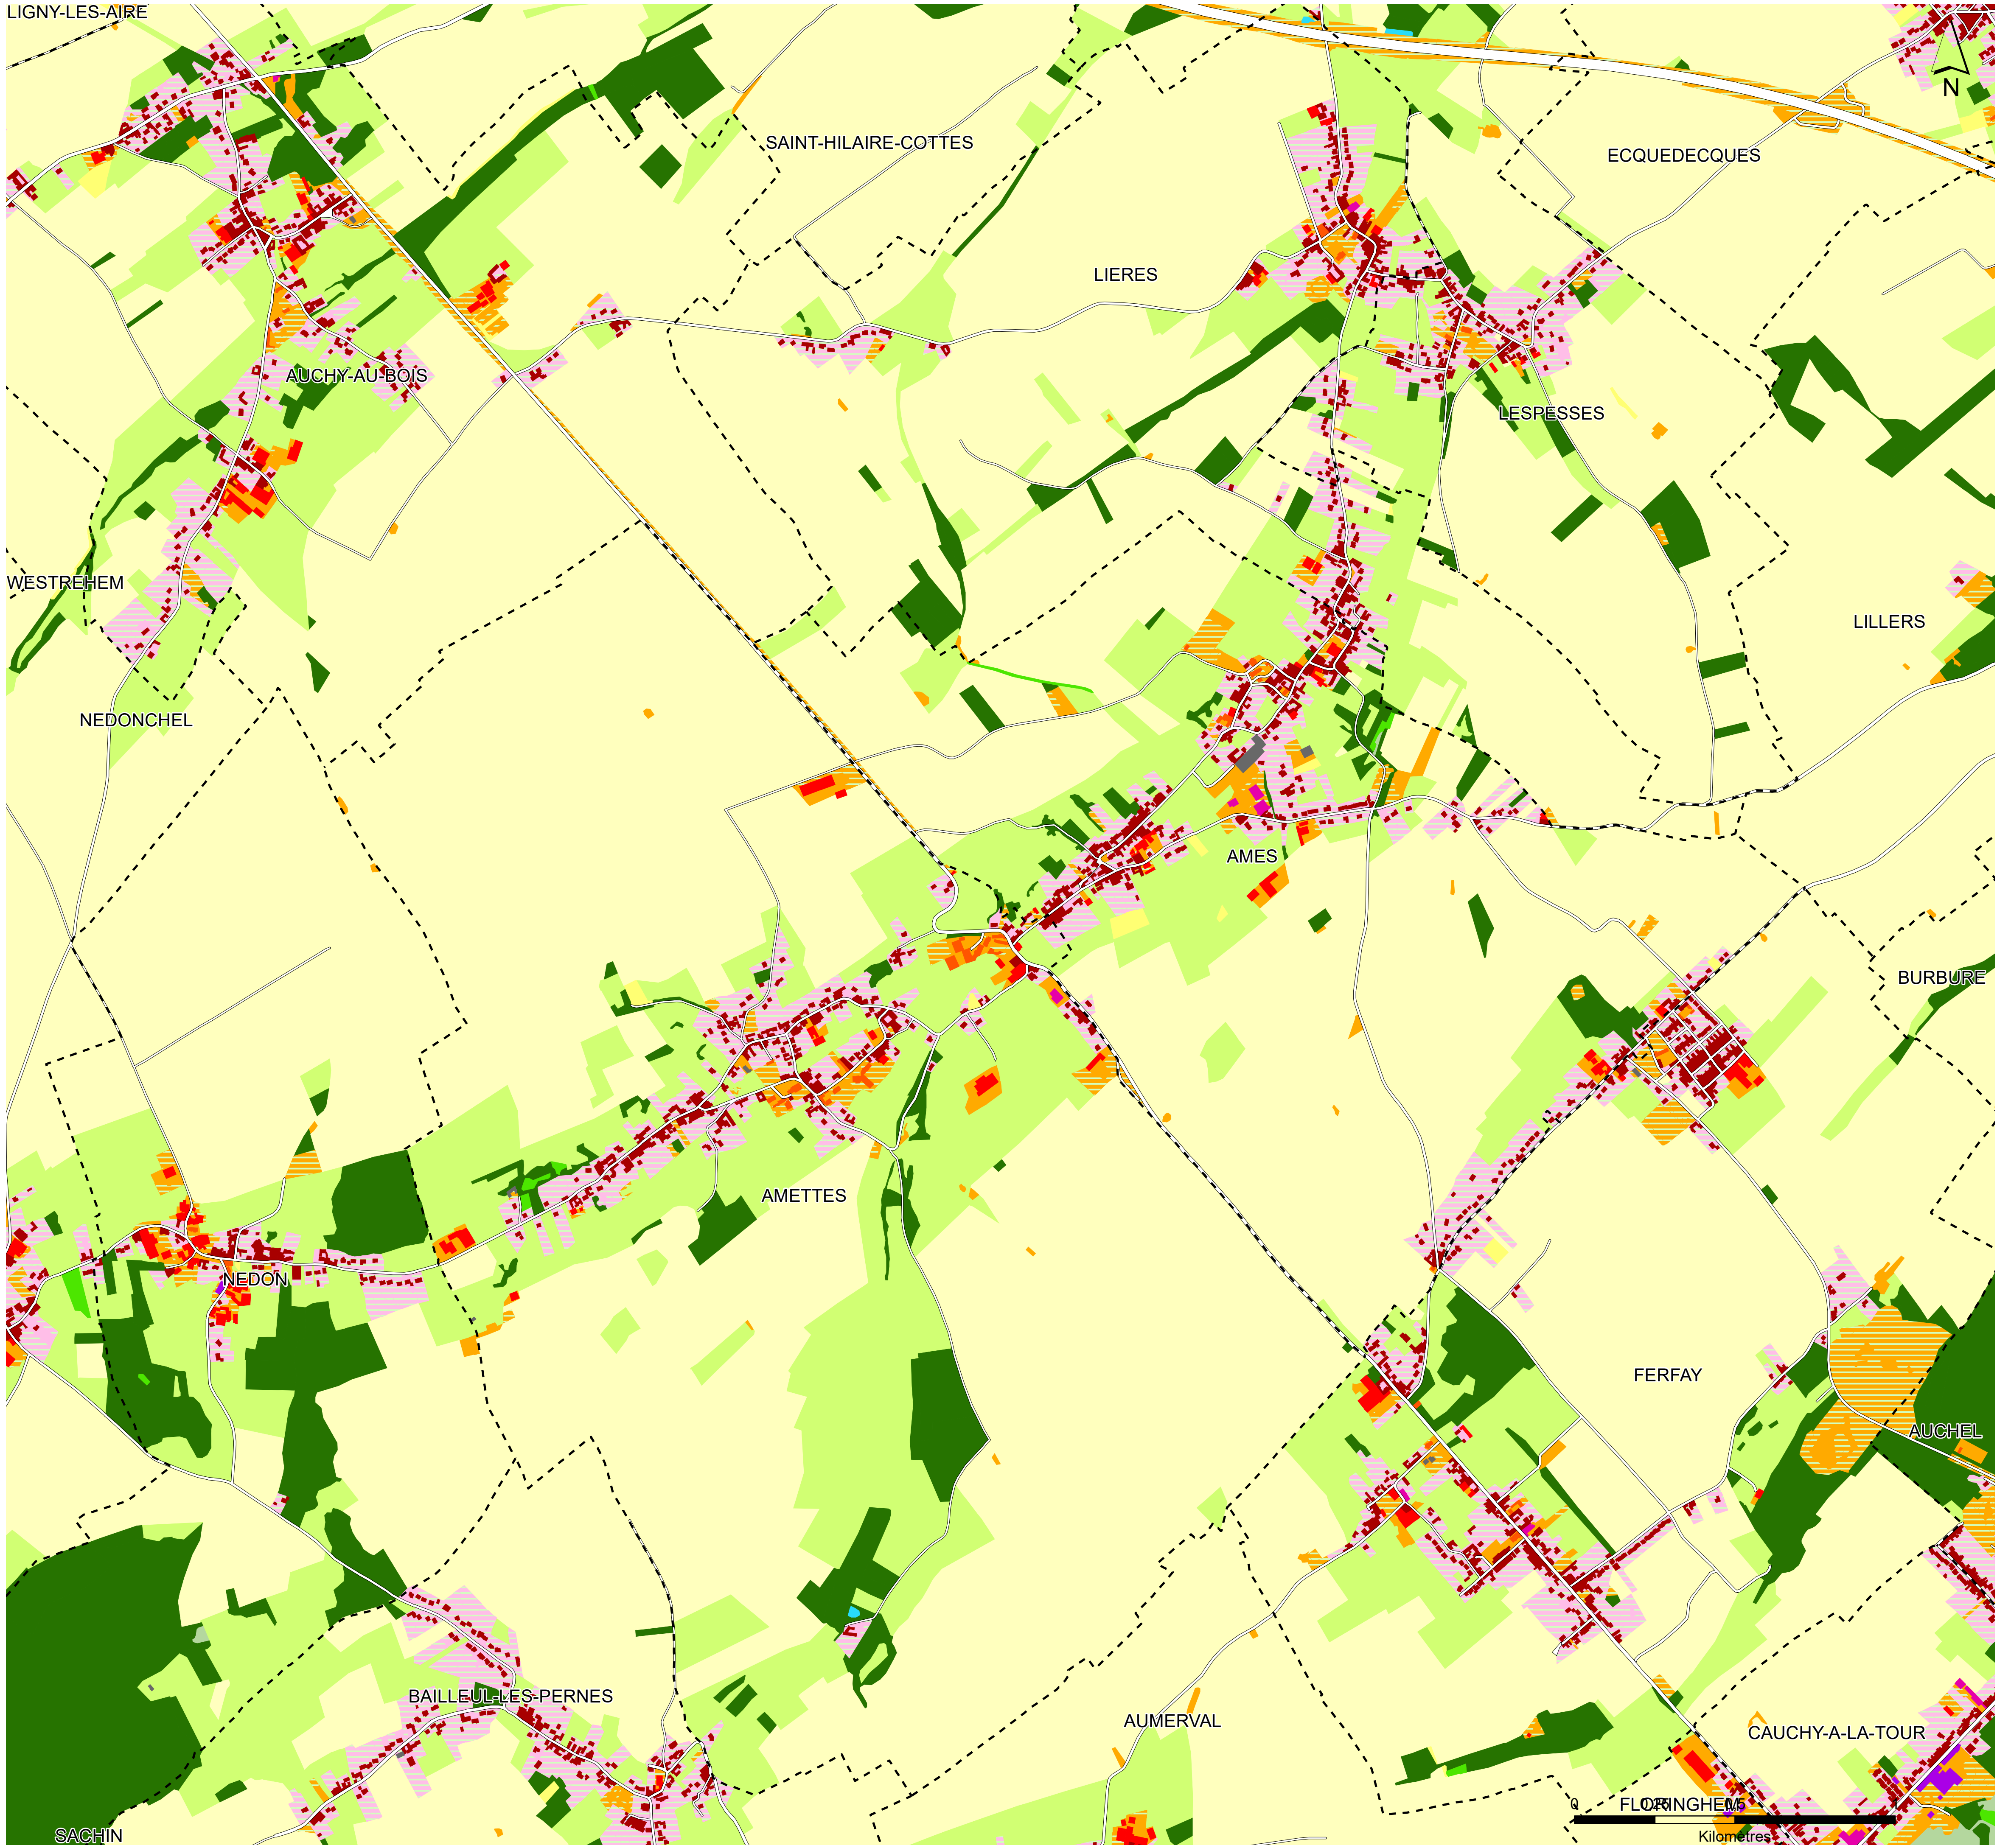 LIGNY-LES-AIRE
N
SAINT-HILAIRE-COTTES
ECQUEDECQUES
LIERES
AUCHY-AU-BOIS
LESPESSES
WESTREHEM
LILLERS
NEDONCHEL
AMES
BURBURE
AMETTES
NEDON
FERFAY
AUCHEL
BAILLEUL-LES-PERNES
AUMERVAL
CAUCHY-A-LA-TOUR
0
FLORINGHEM
SACHIN
Kilomètres